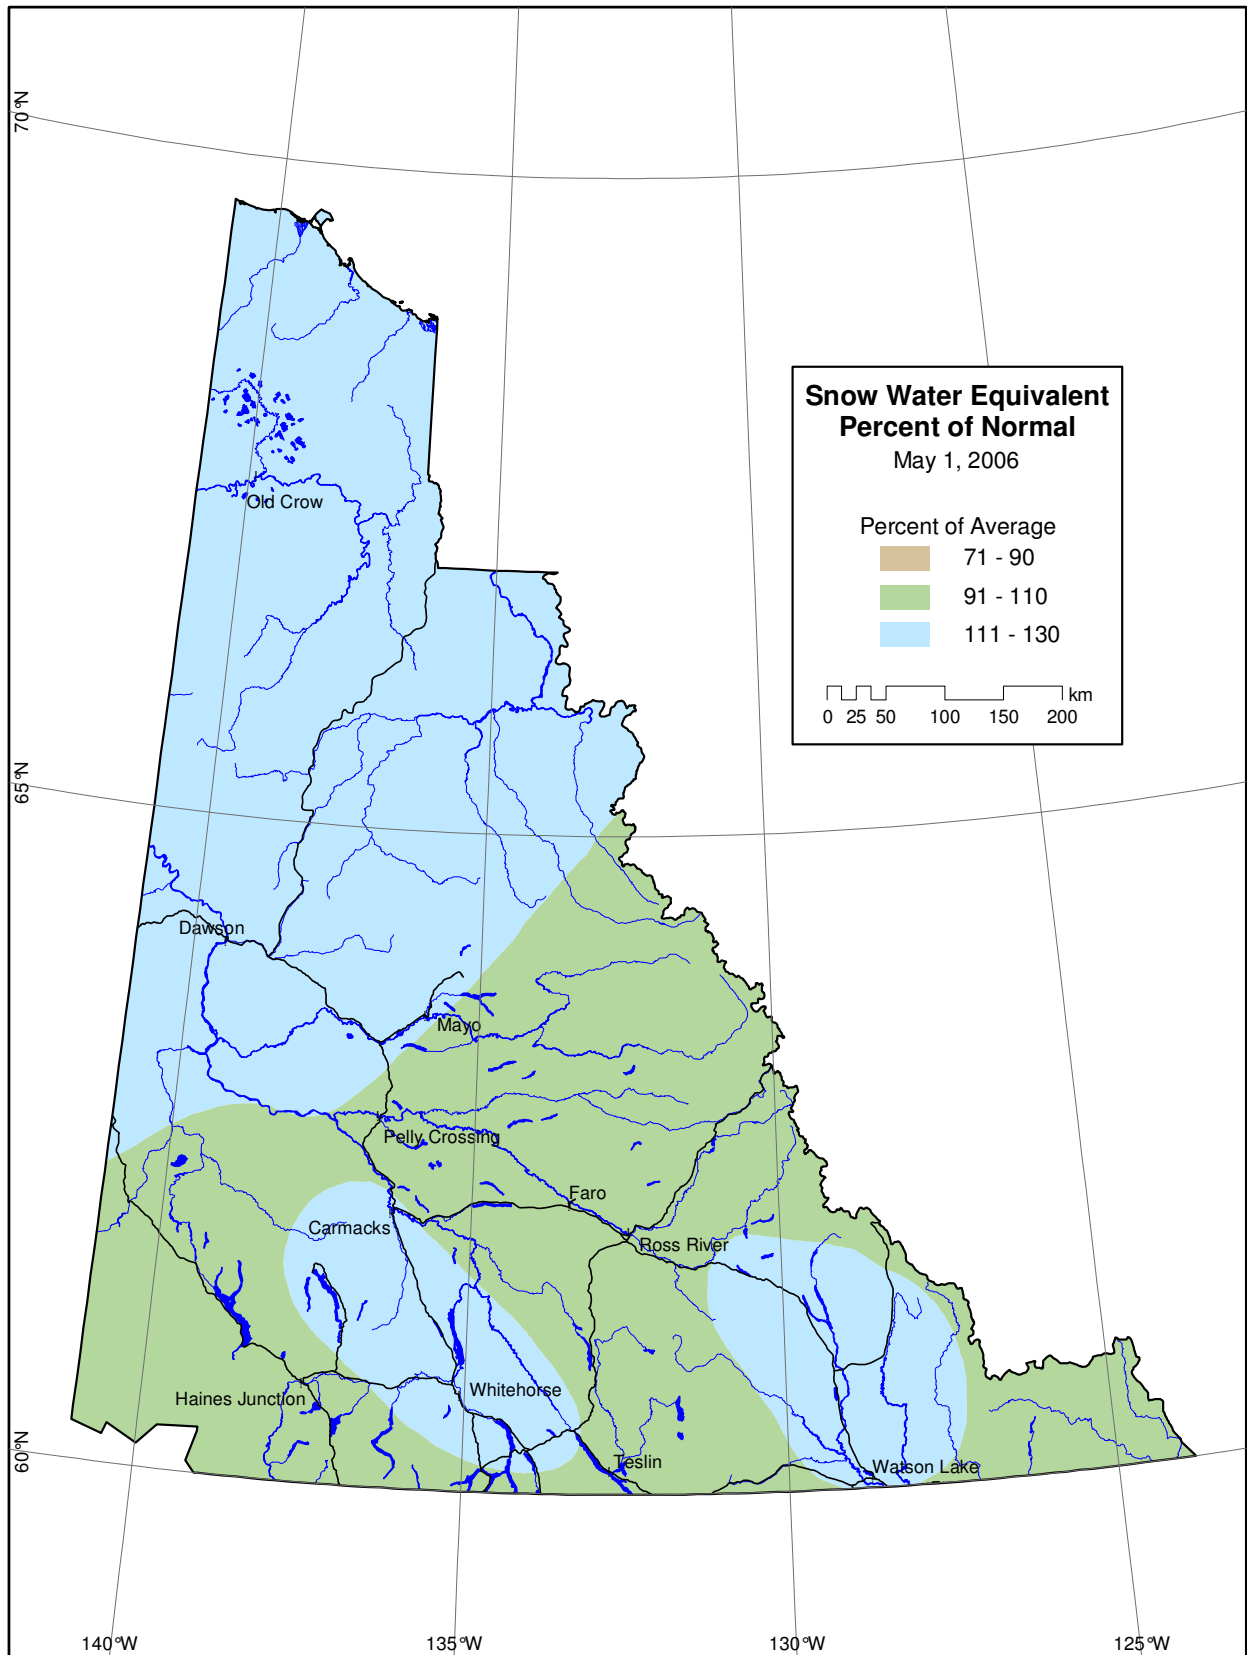 70°N
Snow Water Equivalent
Percent of Normal
May 1, 2006
Percent of Average
71 - 90
91 - 110
111 - 130
km
0 25 50 100 150 200
Old Crow
65°N
Dawson
Mayo
Pelly Crossing
Faro
Carmacks
Ross River
Haines Junction
Whitehorse
Teslin
Watson Lake
60°N
140°W 135°W 130°W 125°W